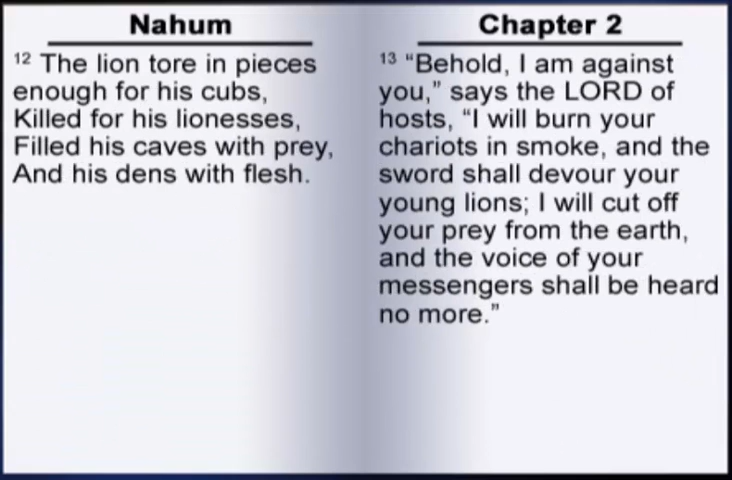 Nahum
12 The lion tore in pieces
enough for his cubs,
Killed for his lionesses,
Filled his caves with prey,
And his dens with flesh.
Chapter 2
13 “Behold, I am against
you,” says the LORD of
hosts, “I will burn your
chariots in smoke, and the
sword shall devour your
young lions; I will cut off
your prey from the earth,
and the voice of your
messengers shall be heard
no more.”